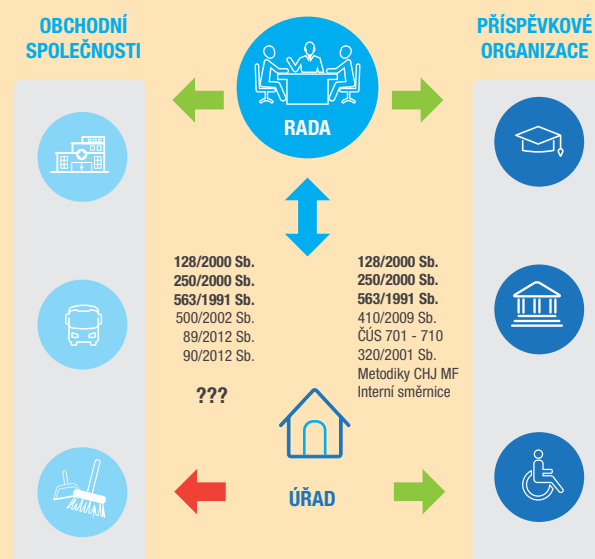 OBCHODNÍ
SPOLEČNOSTI
RADA
PŘÍSPĚVKOVÉ
ORGANIZACE
128/2000 Sb.
250/2000 Sb.
563/1991 Sb.
500/2002 Sb.
89/2012 Sb.
90/2012 Sb.
???
128/2000 Sb.
250/2000 Sb.
563/1991 Sb.
410/2009 Sb.
ČÚS 701 - 710
320/2001 Sb.
Metodiky CHJ MF
Interní směrnice
ÚŘAD